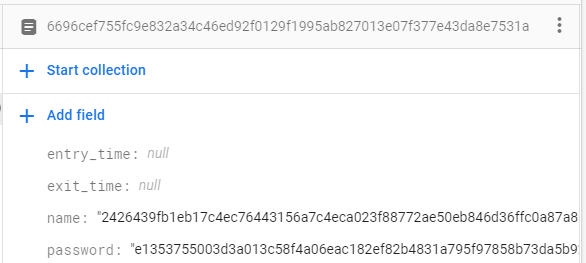 6696cef755fc9e832a34c46ed92f0129f1995ab827013e07f377e43da8e7531a
Start collection
Add field
entry_time: null
exit_time: null
name: "2426439fb1eb17c4ec76443156a7c4eca023f88772ae50eb846d36ffc0a87a8
password: "e1353755003d3a013c58f4a06eac182ef82b4831a795f97858b73da5b9